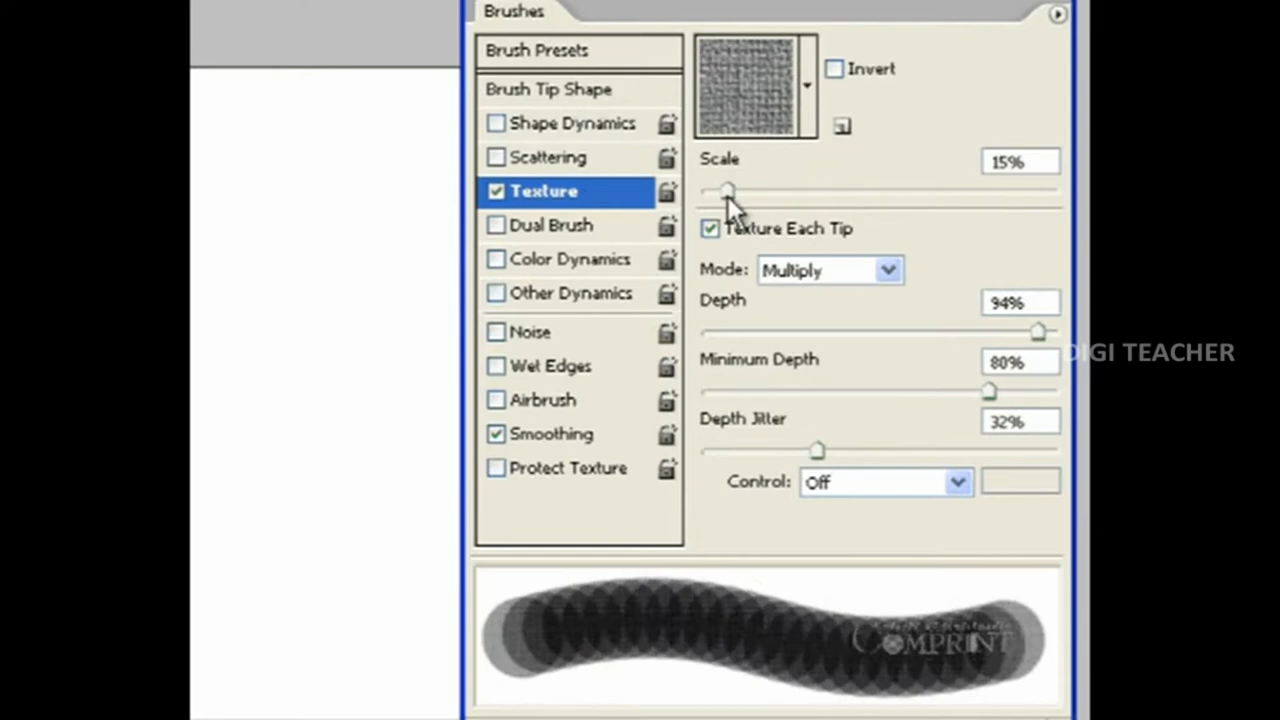 Brushes
Brush Presets
Brush Tip Shape
Shape Dynamics
Scattering
Texture
Dual Brush
Color Dynamics
Other Dynamics
Noise
Wet Edges
Airbrush
Smoothing
Protect Texture
Invert
Scale
15%
Texture Each Tip
Mode: Multiply
Depth
94%
Minimum Depth
80%
Depth Jitter
32%
Control: Off
DIGI TEACHER
COMPRINT